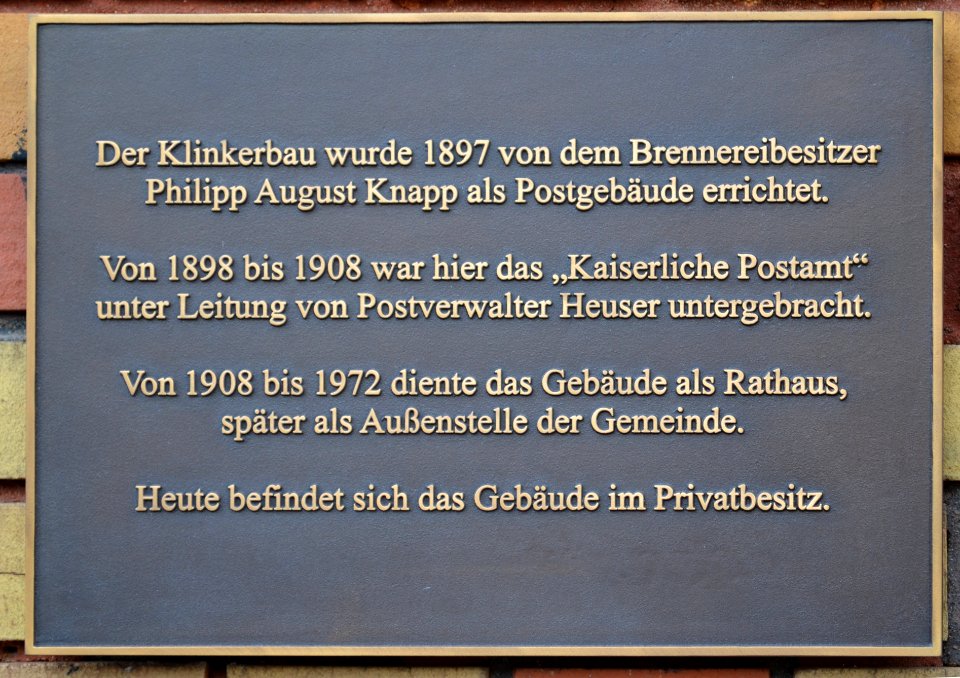 Der Klinkerbau wurde 1897 von dem Brennereibesitzer
Philipp August Knapp als Postgebäude errichtet.
Von 1898 bis 1908 war hier das „Kaiserliche Postamt“
unter Leitung von Postverwalter Heuser untergebracht.
Von 1908 bis 1972 diente das Gebäude als Rathaus,
später als Außenstelle der Gemeinde.
Heute befindet sich das Gebäude im Privatbesitz.